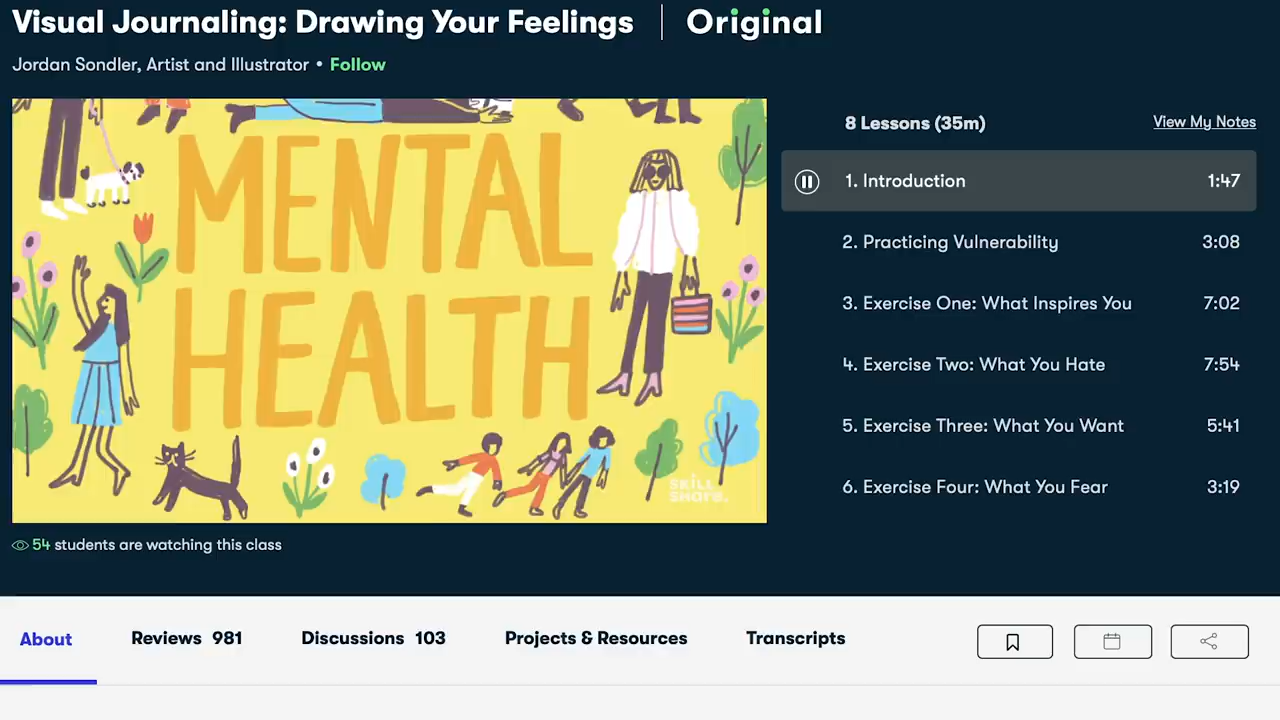 Visual Journaling: Drawing Your Feelings | Original
Jordan Sondler, Artist and Illustrator • Follow
MENTAL
HEALTH
SKILL
SHARE.
54 students are watching this class
8 Lessons (35m) View My Notes
1. Introduction 1:47
2. Practicing Vulnerability 3:08
3. Exercise One: What Inspires You 7:02
4. Exercise Two: What You Hate 7:54
5. Exercise Three: What You Want 5:41
6. Exercise Four: What You Fear 3:19
About Reviews 981 Discussions 103 Projects & Resources Transcripts